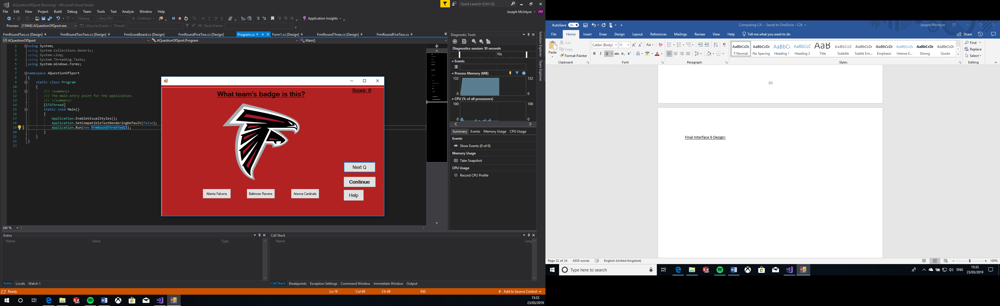 AQuestionOfSport (Running) - Microsoft Visual Studio
Quick Launch (Ctrl+Q)
File Edit View Project Build Debug Team Tools Test Analyze Window Help
Joseph McIntyre JM
Debug Any CPU Continue Application Insights
Process: [15944] AQuestionOfSport.exe Lifecycle Events Thread: Stack Frame:
FrmRoundTwo.cs [Design] FrmRoundTwoTwo.cs [Design] FrmScoreBoard.cs [Design] FrmRoundFiveTwo.cs [Design] Program.cs Form1.cs [Design] FrmRoundThree.cs [Design] FrmRoundFiveTwo.cs
AQuestionOfSport AQuestionOfSport.Program Main()
1 using System;
2 using System.Collections.Generic;
3 using System.Linq;
4 using System.Threading.Tasks;
5 using System.Windows.Forms;
6
7 namespace AQuestionOfSport
8 {
9 static class Program
10 {
11 /// <summary>
12 /// The main entry point for the application.
13 /// </summary>
14 [STAThread]
15 static void Main()
16 {
17 Application.EnableVisualStyles();
18 Application.SetCompatibleTextRenderingDefault(false);
19 Application.Run(new FrmRoundThreeTwo());
20 }
21 }
22 }
23
What team's badge is this?
Score: 0
Next Q
Continue
Help
Atlanta Falcons Baltimore Ravens Arizona Cardinals
100 %
Diagnostic Tools
Diagnostics session: 10 seconds
10s
Events
Process Memory (MB)
132 132
0 0
CPU (% of all processors)
100 100
0 0
Summary Events Memory Usage CPU Usage
Events
Show Events (0 of 0)
Memory Usage
Take Snapshot
CPU Usage
Record CPU Profile
Solution Explorer
Team Explorer
Autos
Name Value Type
Autos Locals Watch 1
Call Stack
Name Lang
Call Stack Breakpoints Exception Settings Command Window Immediate Window Output
Ready Ln 19 Col 49 Ch 49 INS Add to Source Control
SW
2017
15:33
23/03/2019
AutoSave On
Computing CA - Saved to OneDrive - C2k
Joseph McIntyre
File Home Insert Draw Design Layout References Mailings Review View Help Tell me what you want to do
Share
Paste
Cut
Copy
Format Painter
Clipboard
Calibri (Body) 11
Font
Paragraph
AaBbCcDc AaBbCcDc AaBbCc AaBbCcC AaB AaBbCcD AaBbCcDc AaBbCcDc AaBbCcDc AaBbCcDc AaBbCcDc
¶ Normal No Spacing Heading 1 Heading 2 Title Subtitle Subtle Em... Emphasis Intense E... Strong Quote
Styles
Find
Replace
Select
Editing
20
Final Interface 6 Design:
Page 22 of 24 4505 words English (United Kingdom) 100%
Type here to search
SW
2017
ENG
15:33
23/03/2019